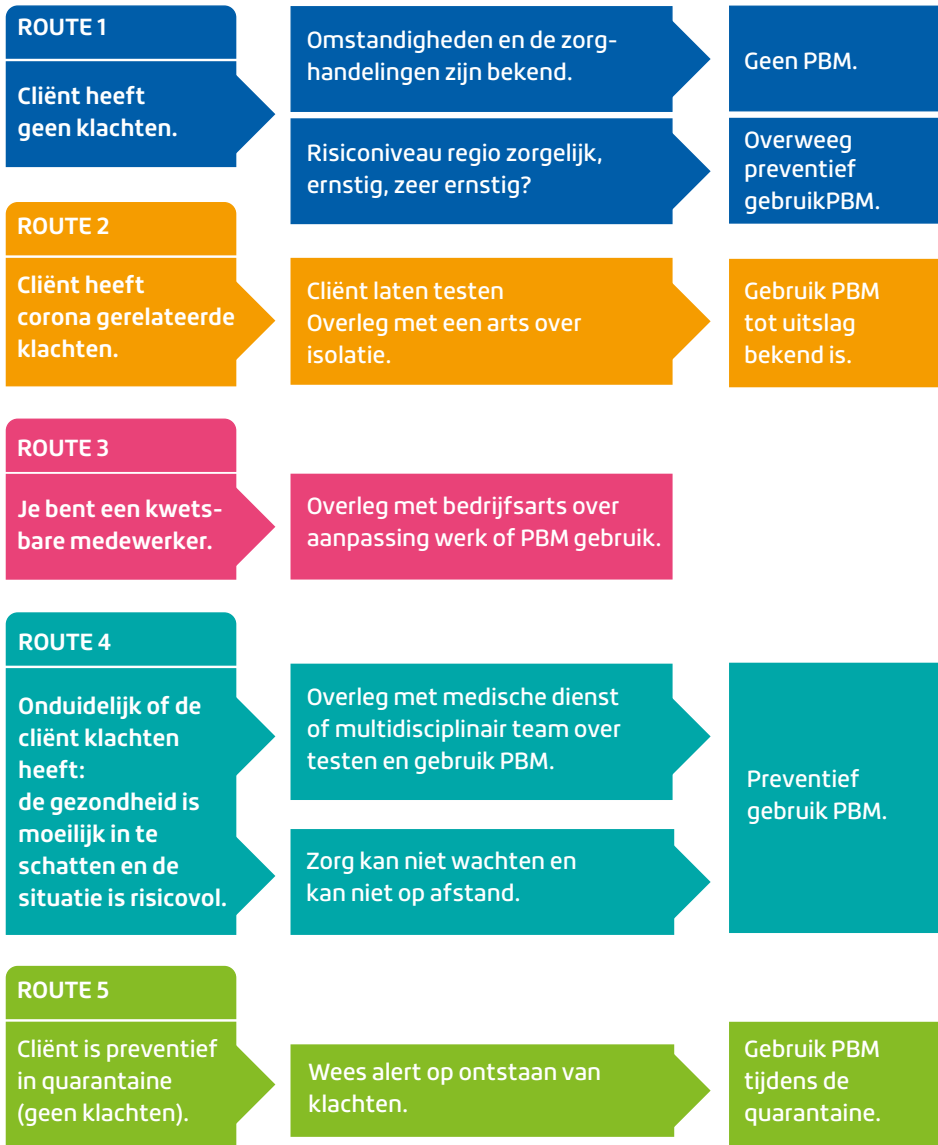 ROUTE 1
Cliënt heeft
geen klachten.
Omstandigheden en de zorg-
handelingen zijn bekend.
Geen PBM.
Risiconiveau regio zorgelijk,
ernstig, zeer ernstig?
Overweeg
preventief
gebruikPBM.
ROUTE 2
Cliënt heeft
corona gerelateerde
klachten.
Cliënt laten testen
Overleg met een arts over
isolatie.
Gebruik PBM
tot uitslag
bekend is.
ROUTE 3
Je bent een kwets-
bare medewerker.
Overleg met bedrijfsarts over
aanpassing werk of PBM gebruik.
ROUTE 4
Onduidelijk of de
cliënt klachten
heeft:
de gezondheid is
moeilijk in te
schatten en de
situatie is risicovol.
Overleg met medische dienst
of multidisciplinair team over
testen en gebruik PBM.
Zorg kan niet wachten en
kan niet op afstand.
Preventief
gebruik PBM.
ROUTE 5
Cliënt is preventief
in quarantaine
(geen klachten).
Wees alert op ontstaan van
klachten.
Gebruik PBM
tijdens de
quarantaine.